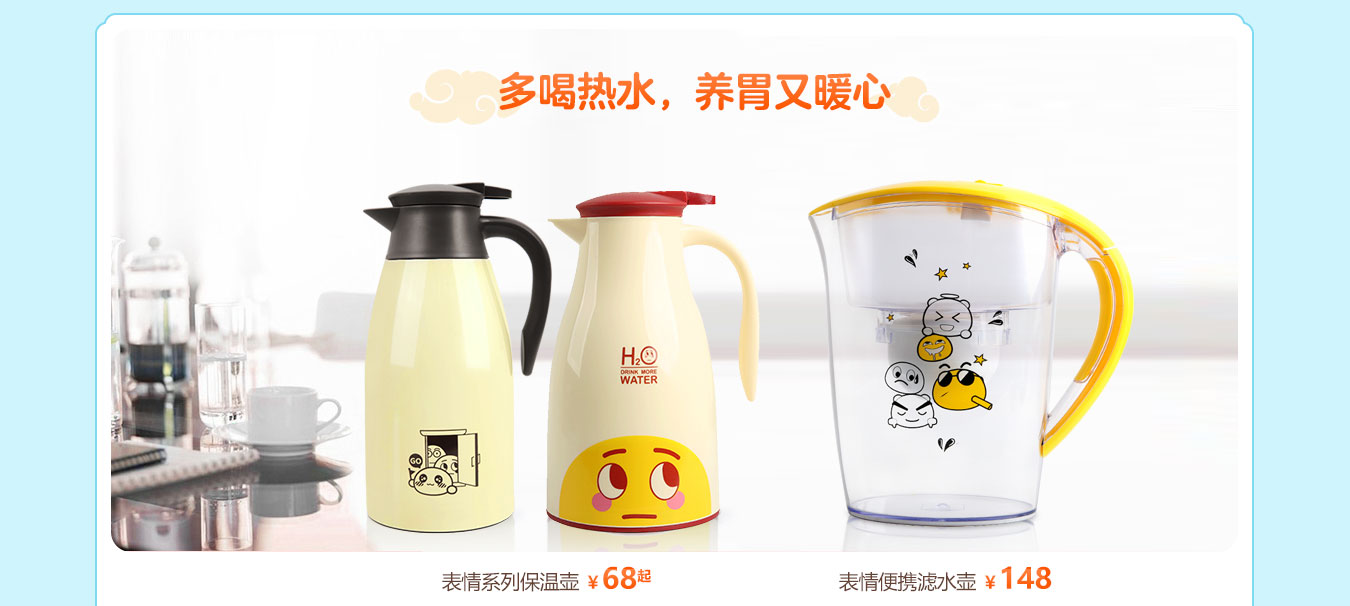 多喝热水，养胃又暖心
GO
H₂O
DRINK MORE
WATER
表情系列保温壶 ¥68起
表情便携滤水壶 ¥148